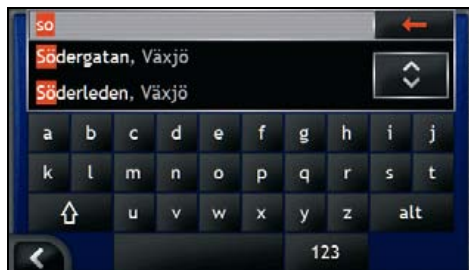 so
Södergatan, Växjö
Söderleden, Växjö
a b c d e f g h i j
k l m n o p q r s t
u v w x y z alt
123